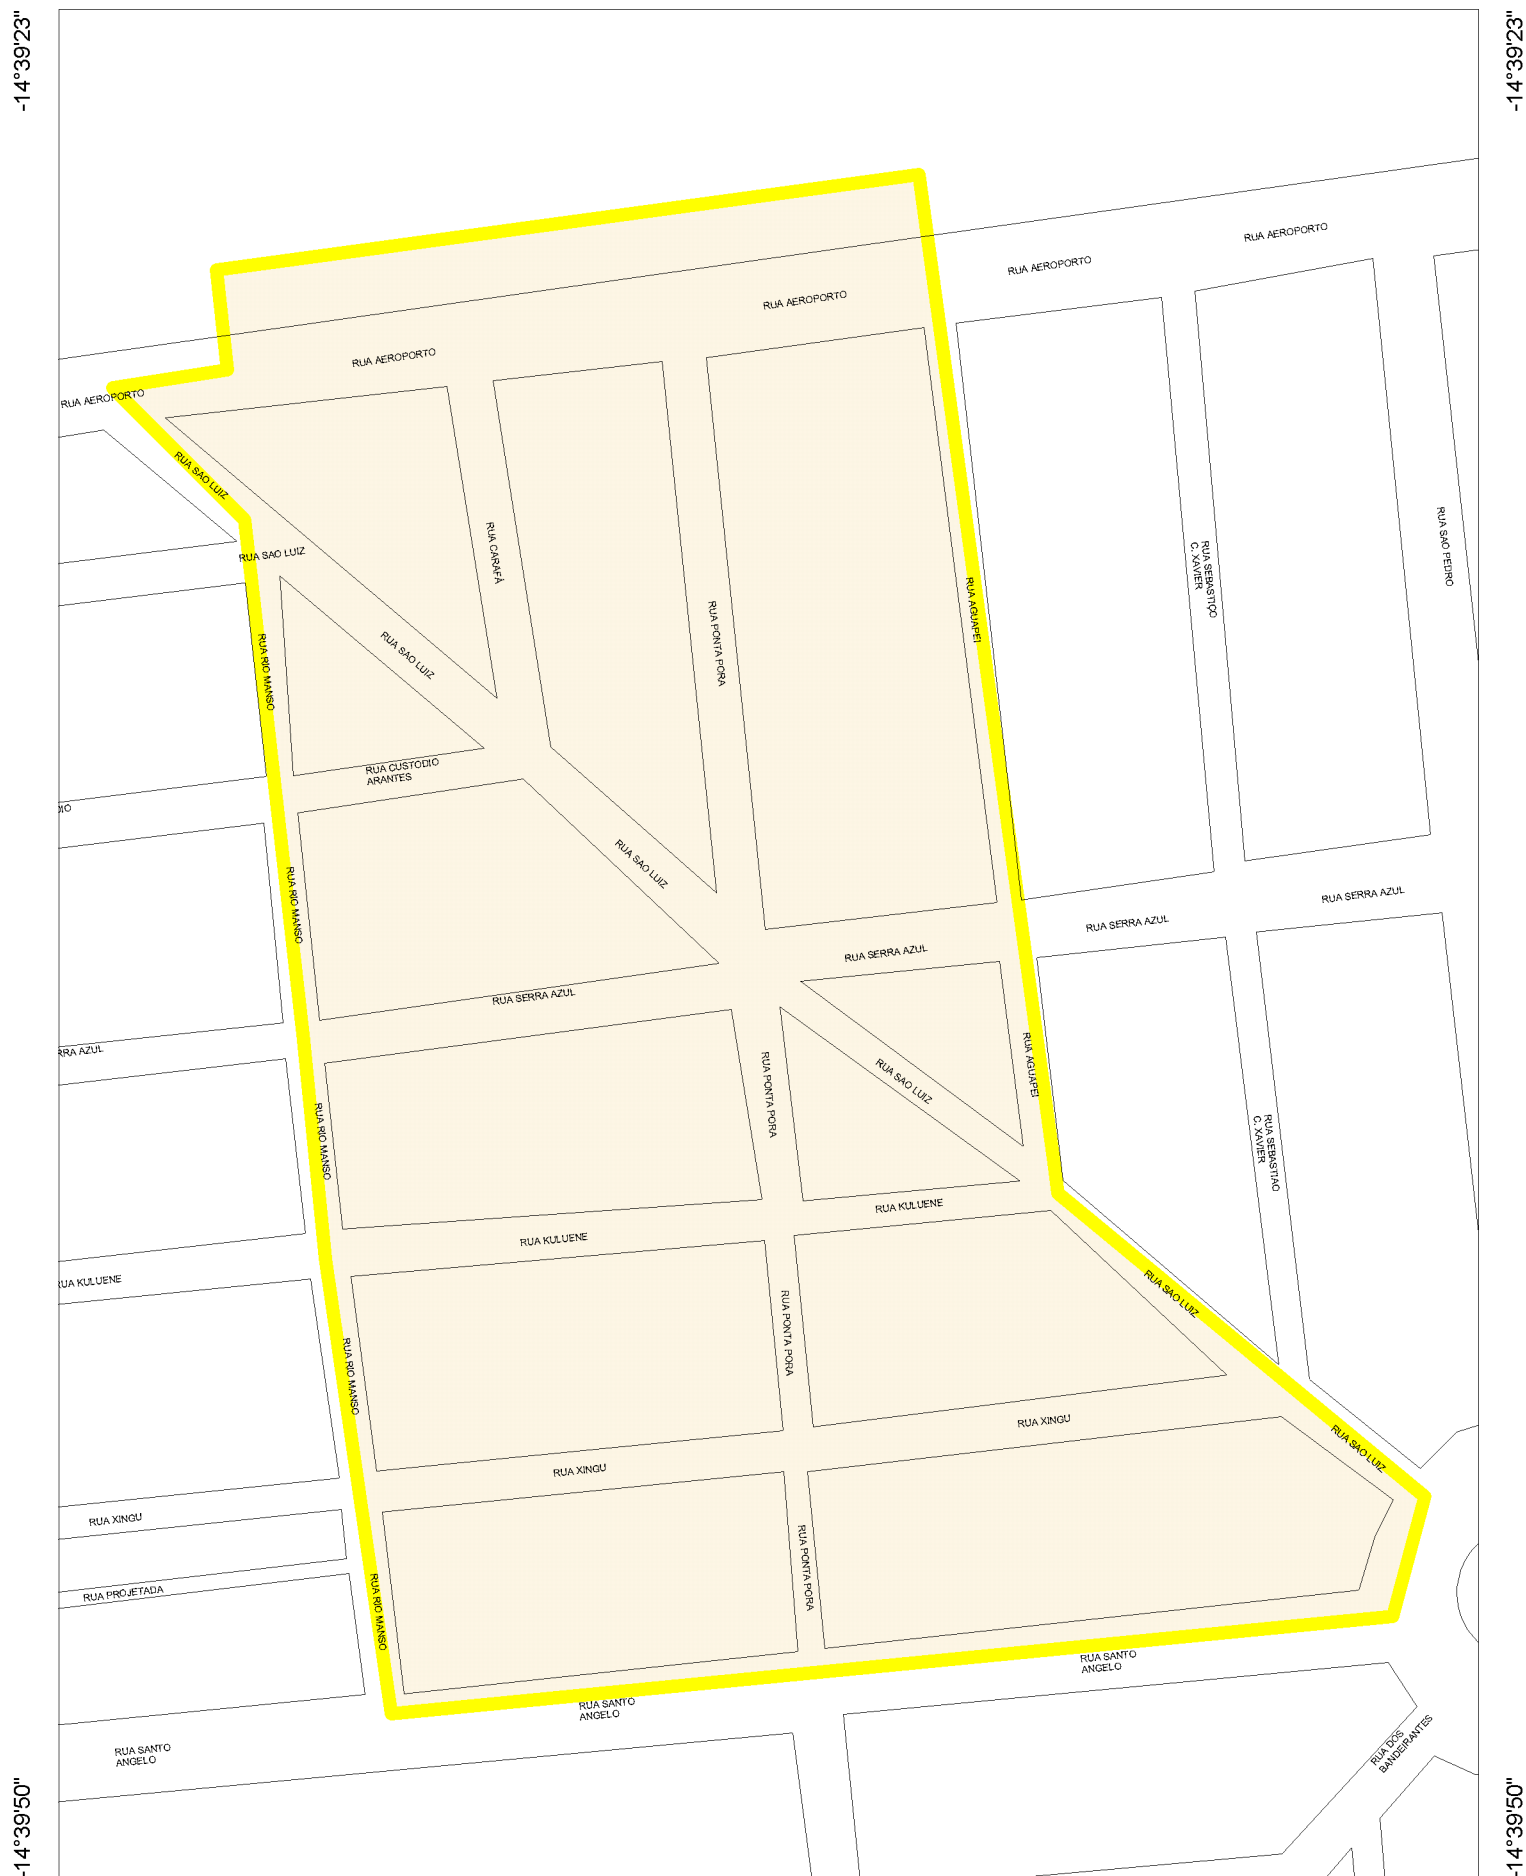 -14°39'23"
-14°39'23"
RUA AEROPORTO
RUA AEROPORTO
RUA AEROPORTO
RUA AEROPORTO
RUA AEROPORTO
RUA SAO LUIZ
RUA SAO LUIZ
RUA CARAFÁ
RUA SAO PEDRO
RUA SEBASTIÇO
C. XAVIER
RUA AGUAPEI
RUA PONTA PORA
RUA RIO MANSO
RUA SAO LUIZ
RUA CUSTODIO
ARANTES
DIO
RUA SAO LUIZ
RUA RIO MANSO
RUA SERRA AZUL
RUA SERRA AZUL
RUA SERRA AZUL
RUA SERRA AZUL
RRA AZUL
RUA AGUAPEI
RUA SAO LUIZ
RUA PONTA PORA
RUA RIO MANSO
RUA SEBASTIAO
C. XAVIER
RUA KULUENE
RUA KULUENE
RUA KULUENE
RUA SAO LUIZ
RUA PONTA PORA
RUA RIO MANSO
RUA XINGU
RUA SAO LUIZ
RUA XINGU
RUA XINGU
RUA PONTA PORA
RUA PROJETADA
RUA RIO MANSO
RUA SANTO
ANGELO
RUA SANTO
ANGELO
RUA SANTO
ANGELO
RUA DOS
BANDEIRANTES
-14°39'50"
-14°39'50"